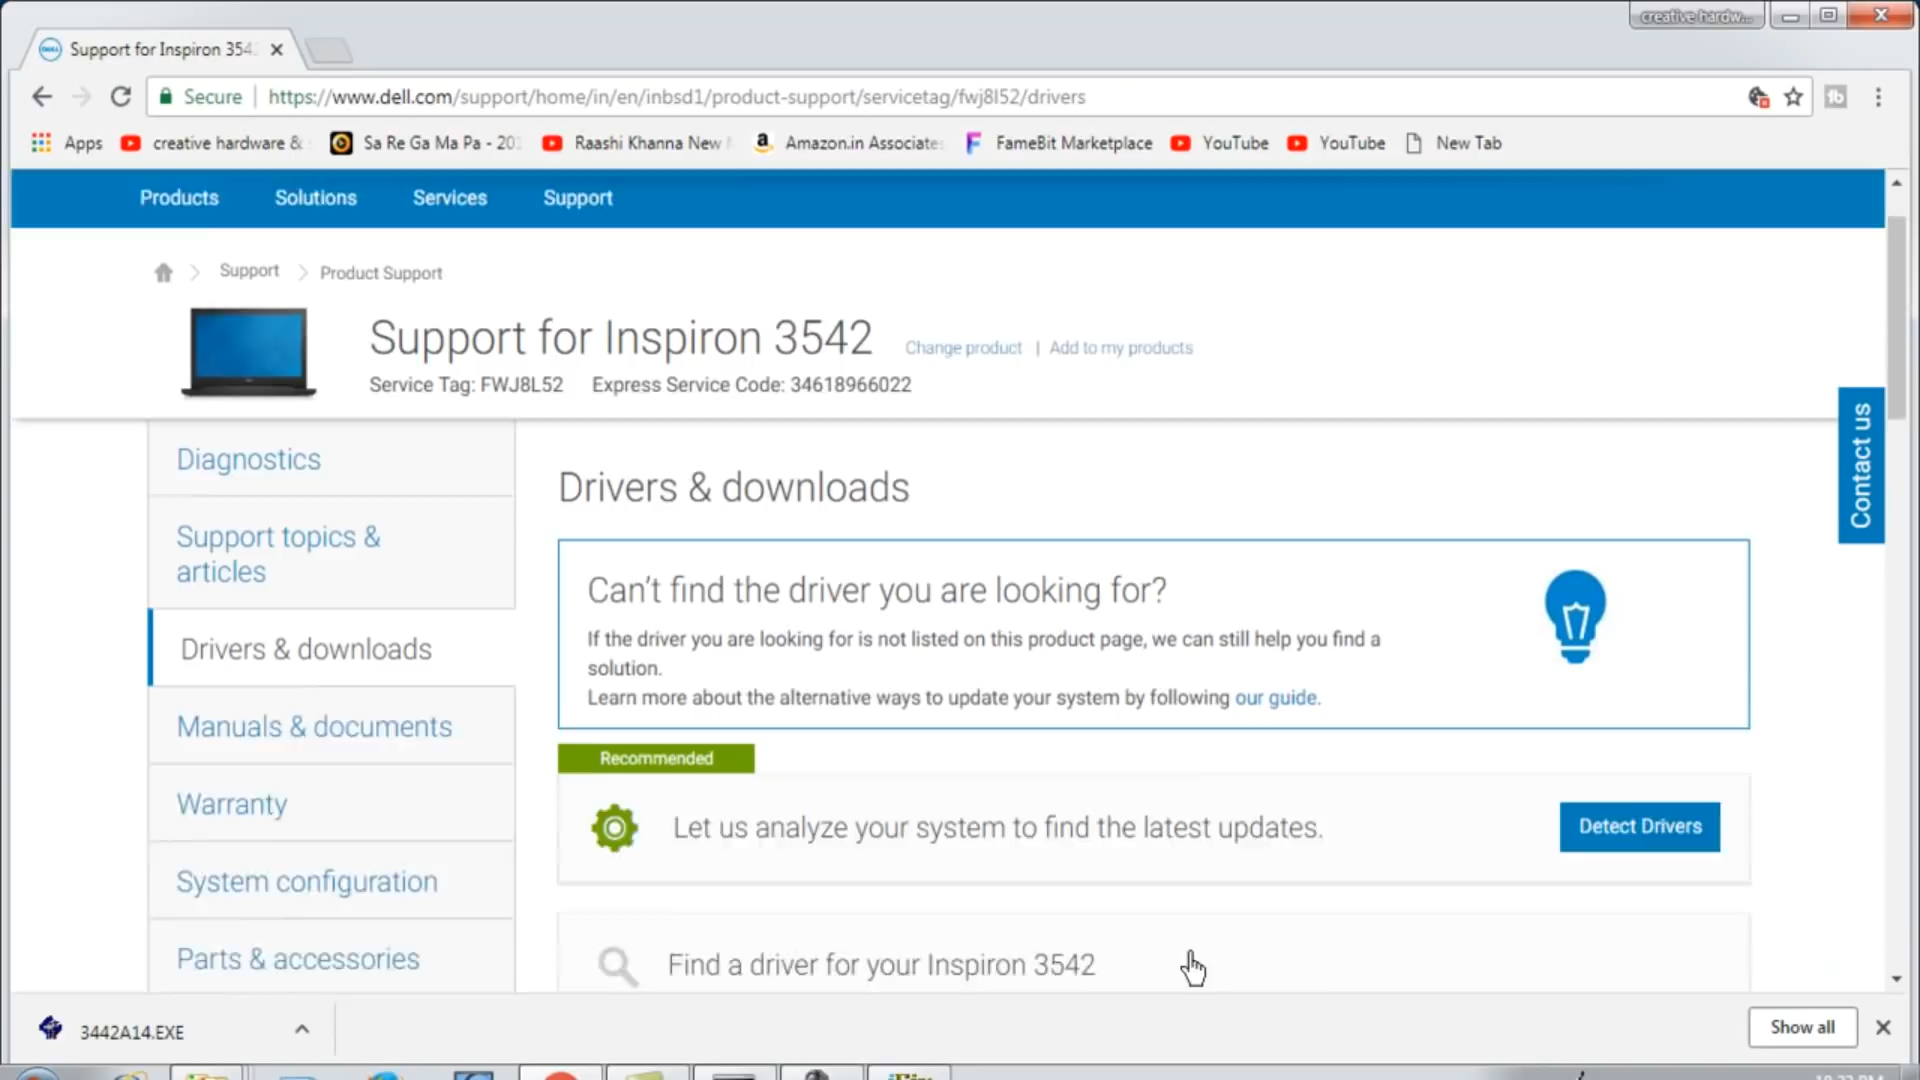 creative hardw...
Support for Inspiron 354
Secure
https://www.dell.com/support/home/in/en/inbsd1/product-support/servicetag/fwj8l52/drivers
Apps
creative hardware &
Sa Re Ga Ma Pa - 20
Raashi Khanna New
Amazon.in Associate
FameBit Marketplace
YouTube
YouTube
New Tab
Products
Solutions
Services
Support
Support
Product Support
Support for Inspiron 3542
Change product | Add to my products
Service Tag: FWJ8L52
Express Service Code: 34618966022
Contact us
Diagnostics
Support topics &
articles
Drivers & downloads
Manuals & documents
Warranty
System configuration
Parts & accessories
Drivers & downloads
Can't find the driver you are looking for?
If the driver you are looking for is not listed on this product page, we can still help you find a
solution.
Learn more about the alternative ways to update your system by following our guide.
Recommended
Let us analyze your system to find the latest updates.
Detect Drivers
Find a driver for your Inspiron 3542
3442A14.EXE
Show all